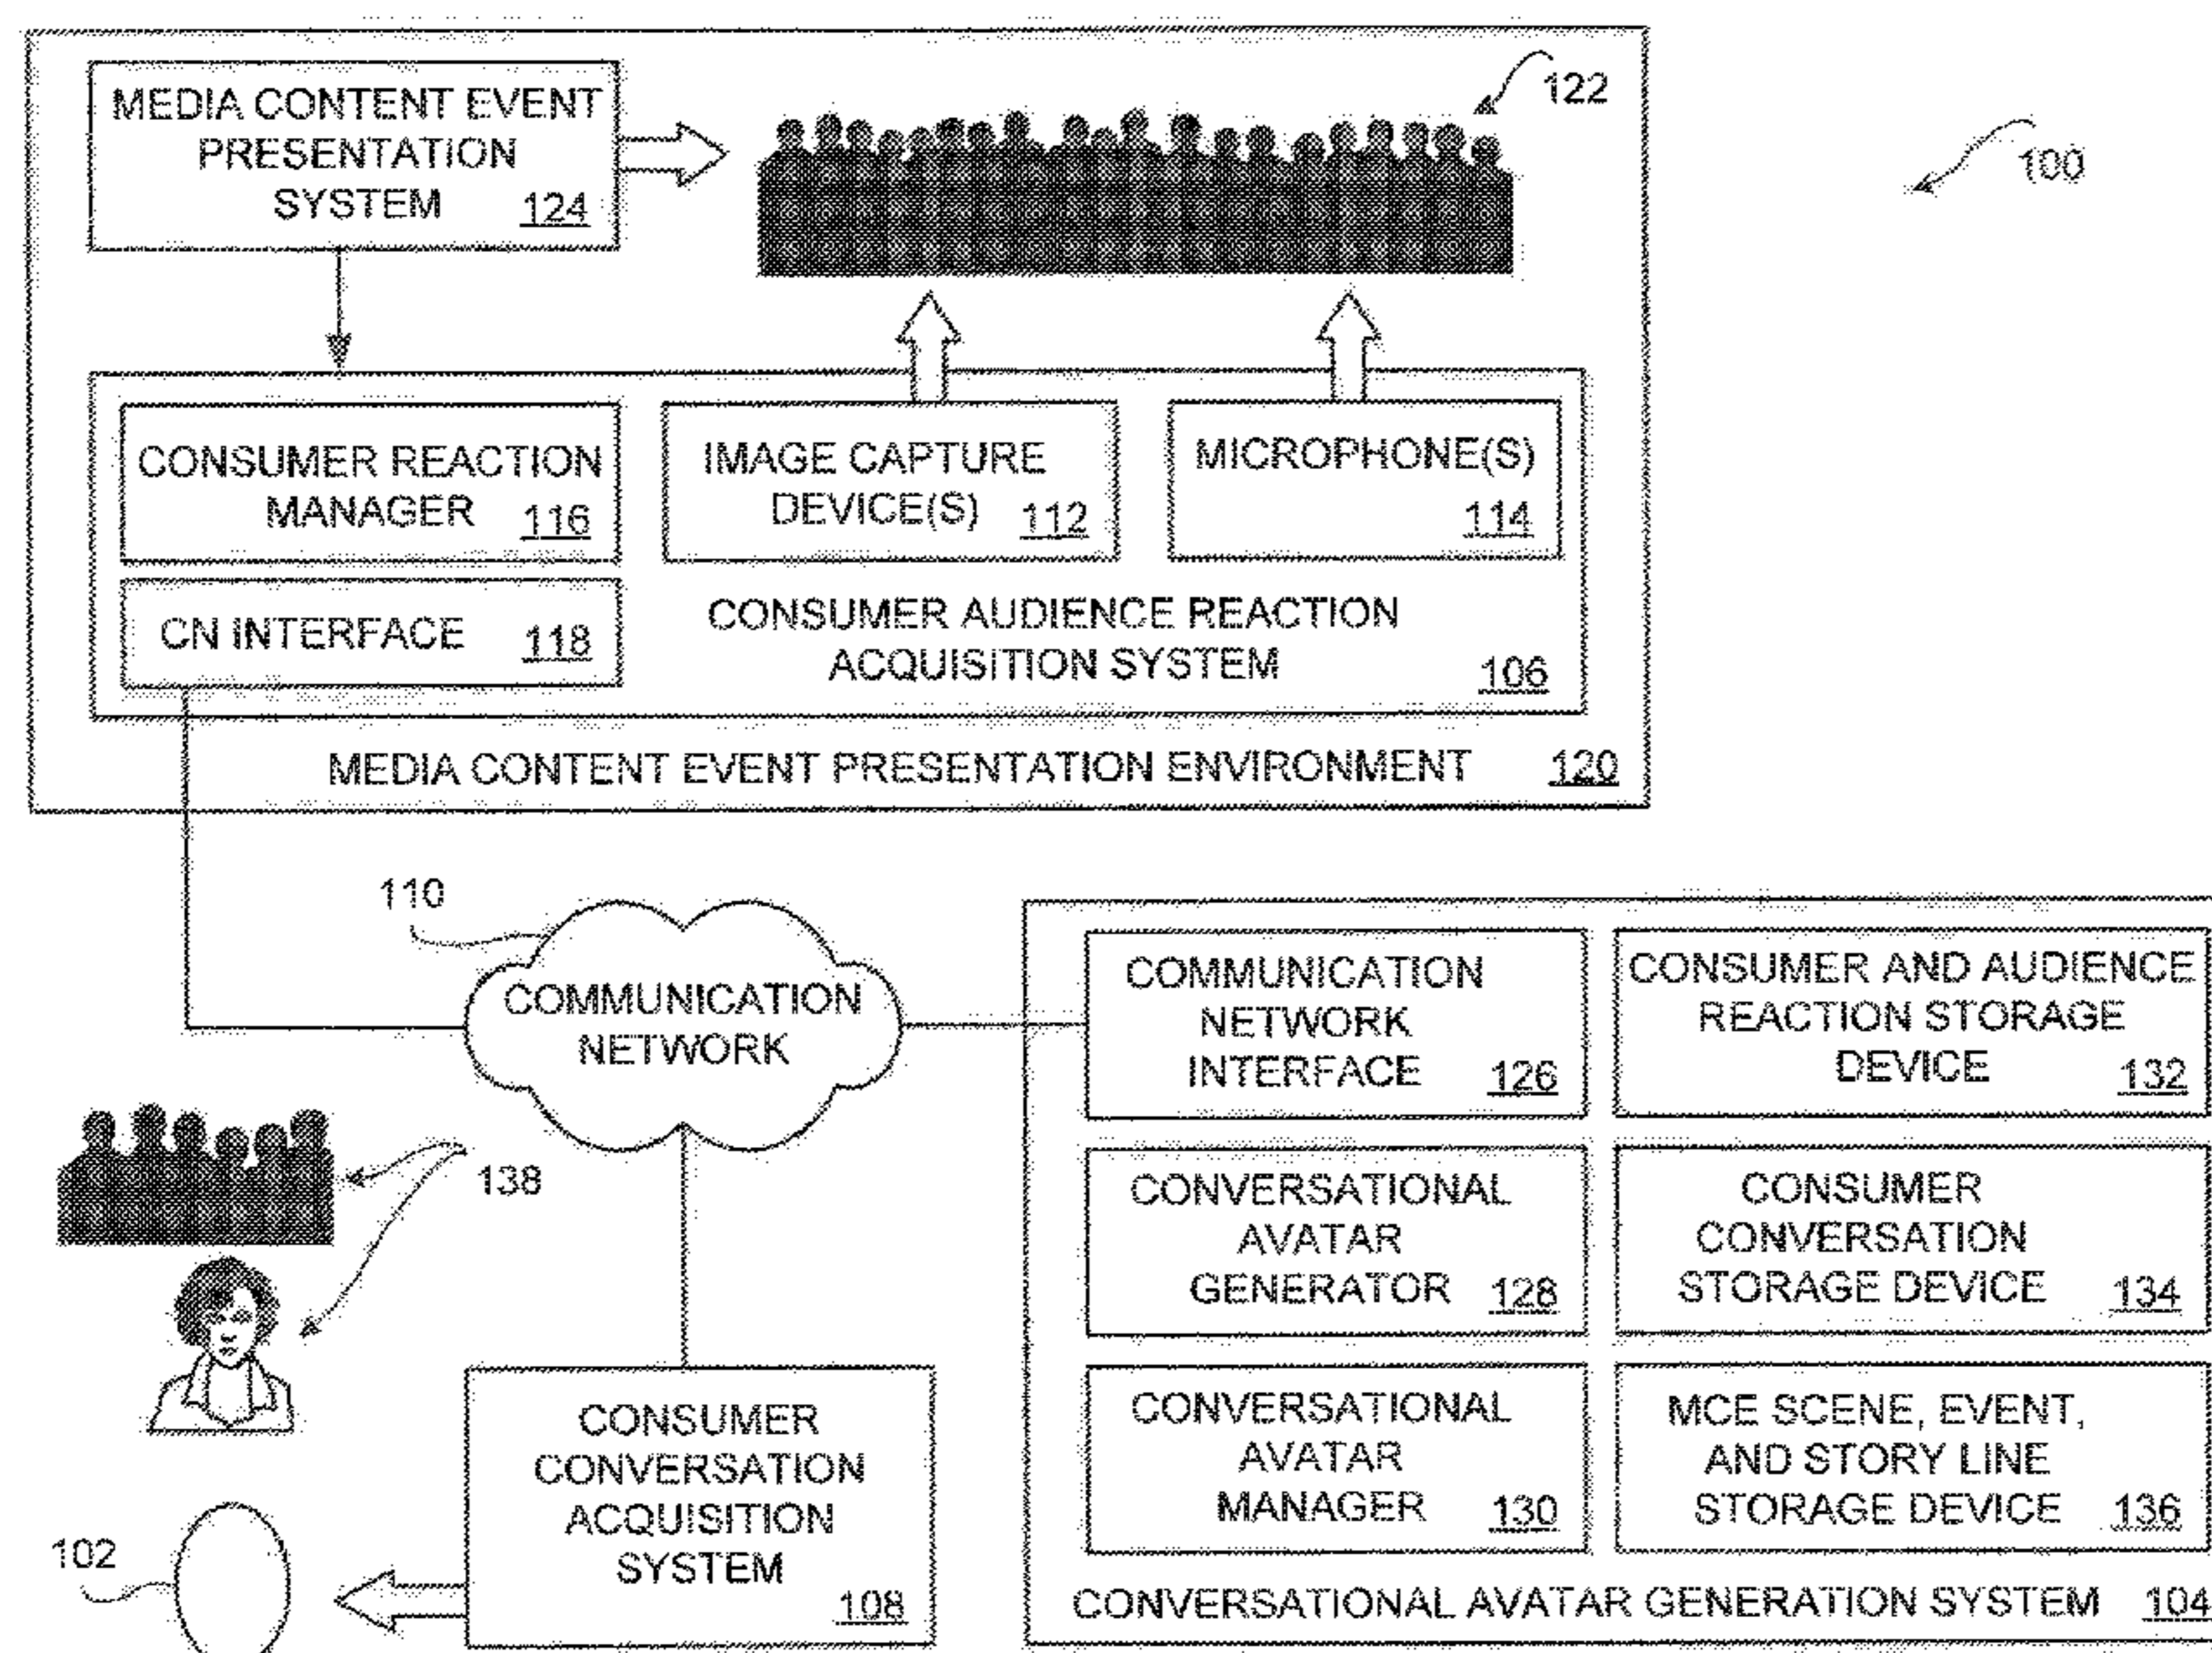 MEDIA CONTENT EVENT
PRESENTATION
SYSTEM 124
122
100
CONSUMER REACTION
MANAGER 116
IMAGE CAPTURE
DEVICE(S) 112
MICROPHONE(S)
114
CN INTERFACE 118
CONSUMER AUDIENCE REACTION
ACQUISITION SYSTEM 106
MEDIA CONTENT EVENT PRESENTATION ENVIRONMENT 120
110
COMMUNICATION
NETWORK
COMMUNICATION
NETWORK
INTERFACE 126
CONSUMER AND AUDIENCE
REACTION STORAGE
DEVICE 132
138
CONVERSATIONAL
AVATAR
GENERATOR 128
CONSUMER
CONVERSATION
STORAGE DEVICE 134
CONSUMER
CONVERSATION
ACQUISITION
SYSTEM
108
CONVERSATIONAL
AVATAR
MANAGER 130
MCE SCENE, EVENT,
AND STORY LINE
STORAGE DEVICE 136
102
CONVERSATIONAL AVATAR GENERATION SYSTEM 104